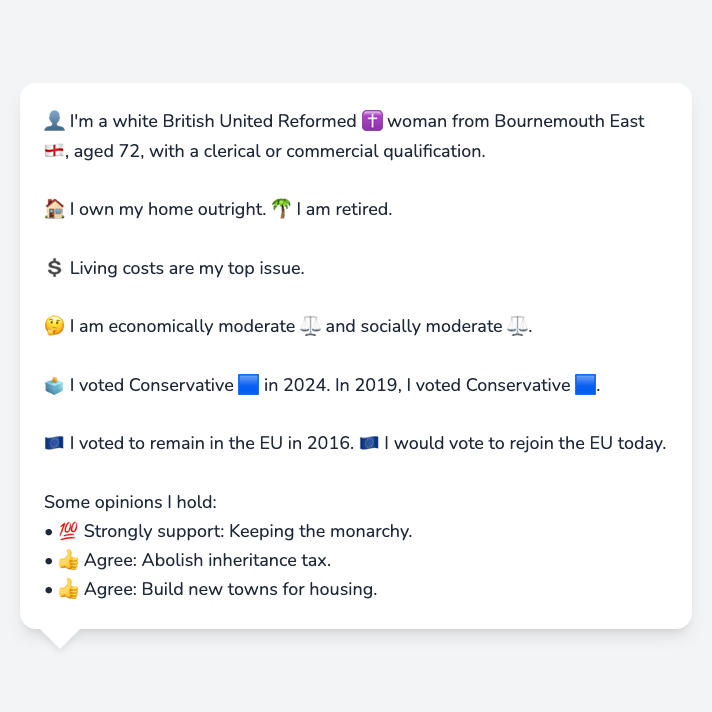 👤 I'm a white British United Reformed ✝️ woman from Bournemouth East
🏴󠁧󠁢󠁥󠁮󠁧󠁿, aged 72, with a clerical or commercial qualification.
🏠 I own my home outright. 🌴 I am retired.
💲 Living costs are my top issue.
🤔 I am economically moderate ⚖️ and socially moderate ⚖️.
🗳️ I voted Conservative 🟦 in 2024. In 2019, I voted Conservative 🟦.
🇪🇺 I voted to remain in the EU in 2016. 🇪🇺 I would vote to rejoin the EU today.
Some opinions I hold:
• 💯 Strongly support: Keeping the monarchy.
• 👍 Agree: Abolish inheritance tax.
• 👍 Agree: Build new towns for housing.